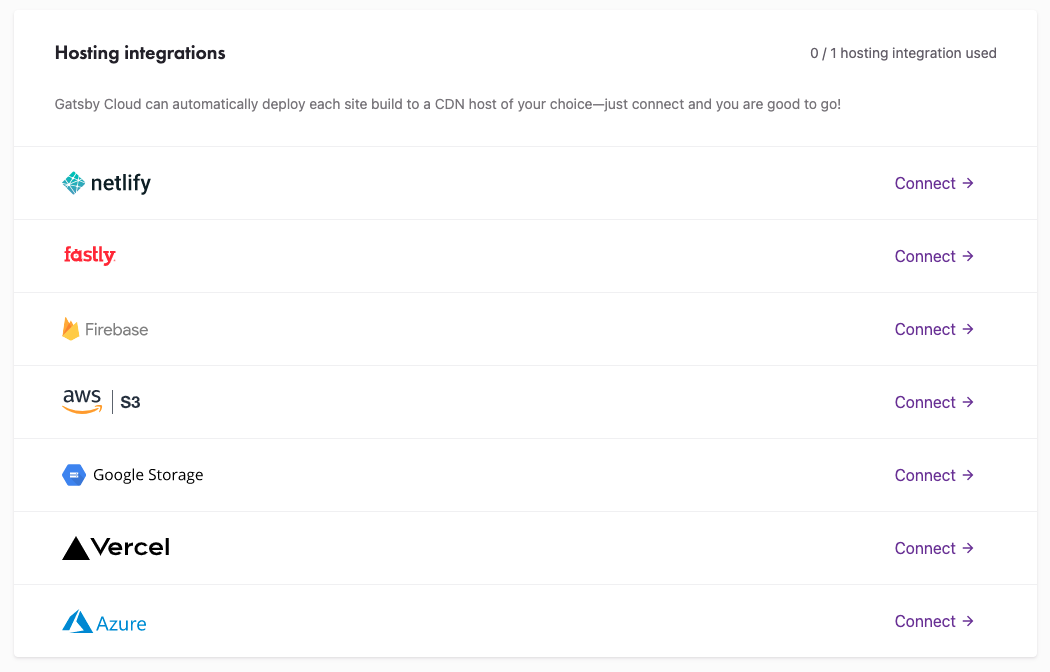 Hosting integrations
0 / 1 hosting integration used
Gatsby Cloud can automatically deploy each site build to a CDN host of your choice—just connect and you are good to go!
netlify
Connect →
fastly
Connect →
Firebase
Connect →
aws | S3
Connect →
Google Storage
Connect →
Vercel
Connect →
Azure
Connect →